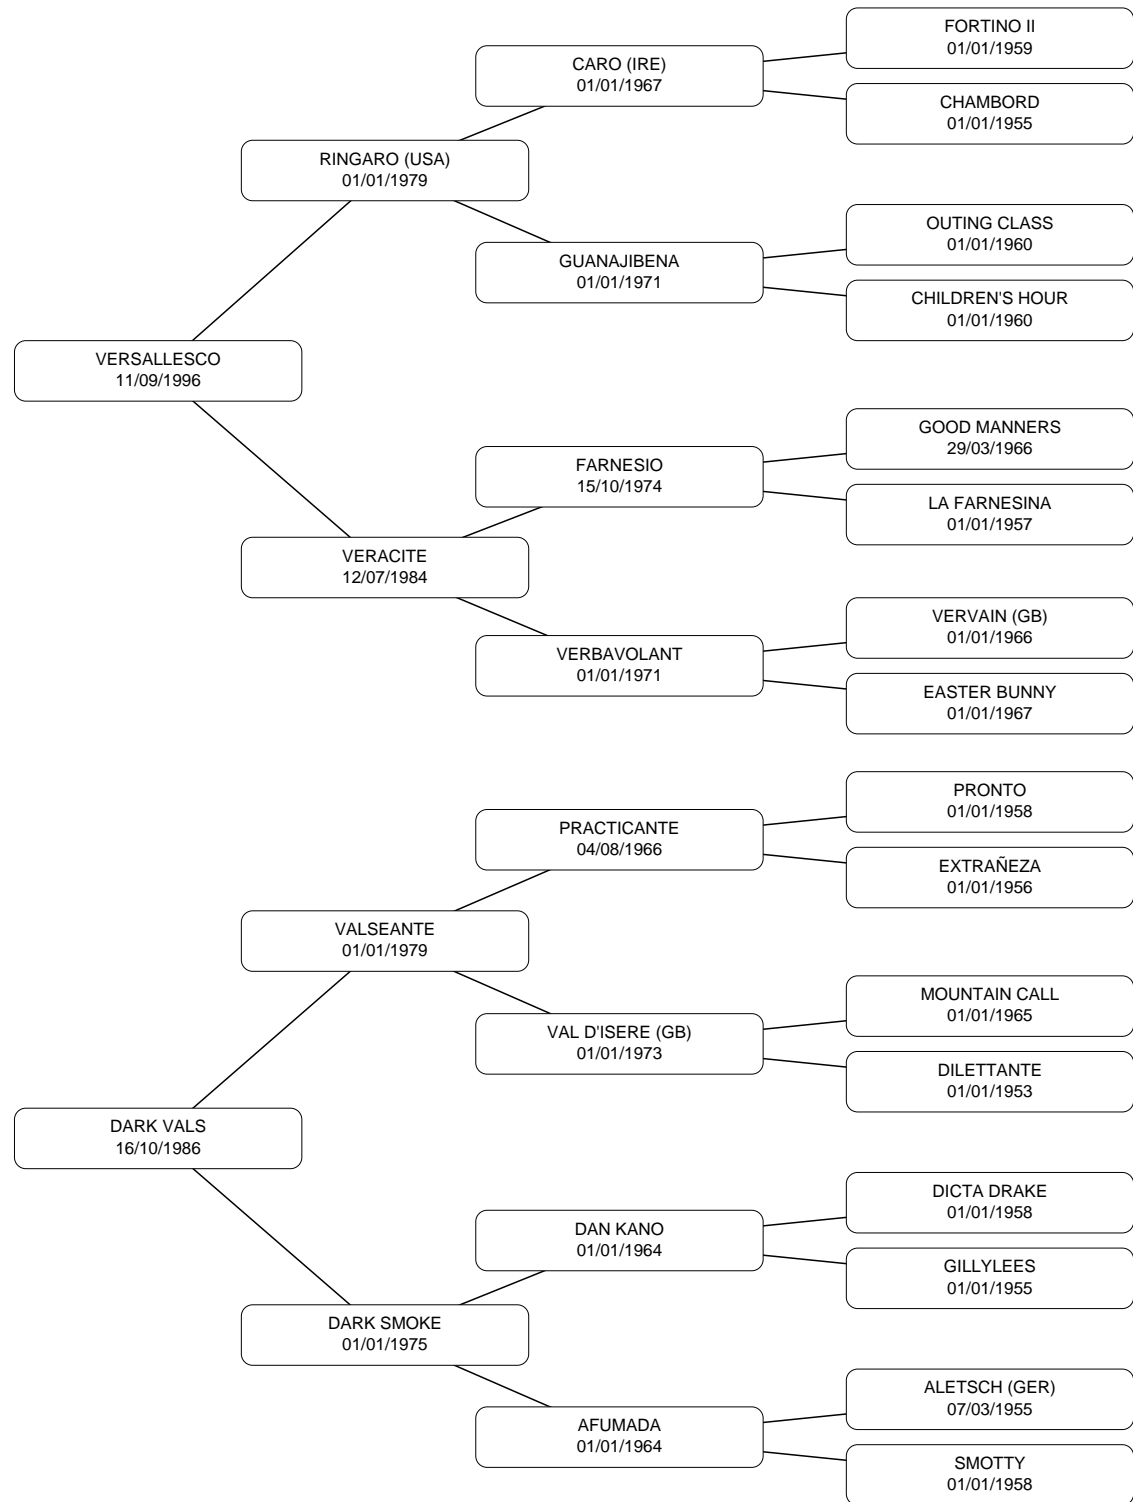 FORTINO II
01/01/1959
CARO (IRE)
01/01/1967
CHAMBORD
01/01/1955
RINGARO (USA)
01/01/1979
OUTING CLASS
01/01/1960
GUANAJIBENA
01/01/1971
CHILDREN'S HOUR
01/01/1960
VERSALLESCO
11/09/1996
GOOD MANNERS
29/03/1966
FARNESIO
15/10/1974
LA FARNESINA
01/01/1957
VERACITE
12/07/1984
VERVAIN (GB)
01/01/1966
VERBAVOLANT
01/01/1971
EASTER BUNNY
01/01/1967
PRONTO
01/01/1958
PRACTICANTE
04/08/1966
EXTRAÑEZA
01/01/1956
VALSEANTE
01/01/1979
MOUNTAIN CALL
01/01/1965
VAL D'ISERE (GB)
01/01/1973
DILETTANTE
01/01/1953
DARK VALS
16/10/1986
DICTA DRAKE
01/01/1958
DAN KANO
01/01/1964
GILLYLEES
01/01/1955
DARK SMOKE
01/01/1975
ALETSCH (GER)
07/03/1955
AFUMADA
01/01/1964
SMOTTY
01/01/1958